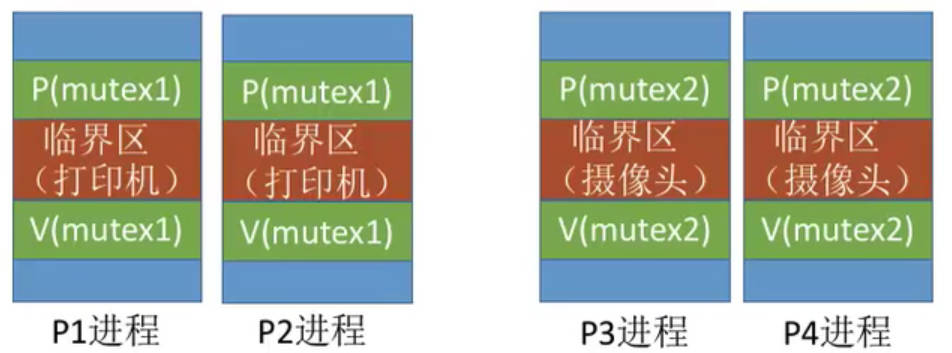 P(mutex1)
临界区
（打印机）
V(mutex1)
P1进程
P(mutex1)
临界区
（打印机）
V(mutex1)
P2进程
P(mutex2)
临界区
（摄像头）
V(mutex2)
P3进程
P(mutex2)
临界区
（摄像头）
V(mutex2)
P4进程